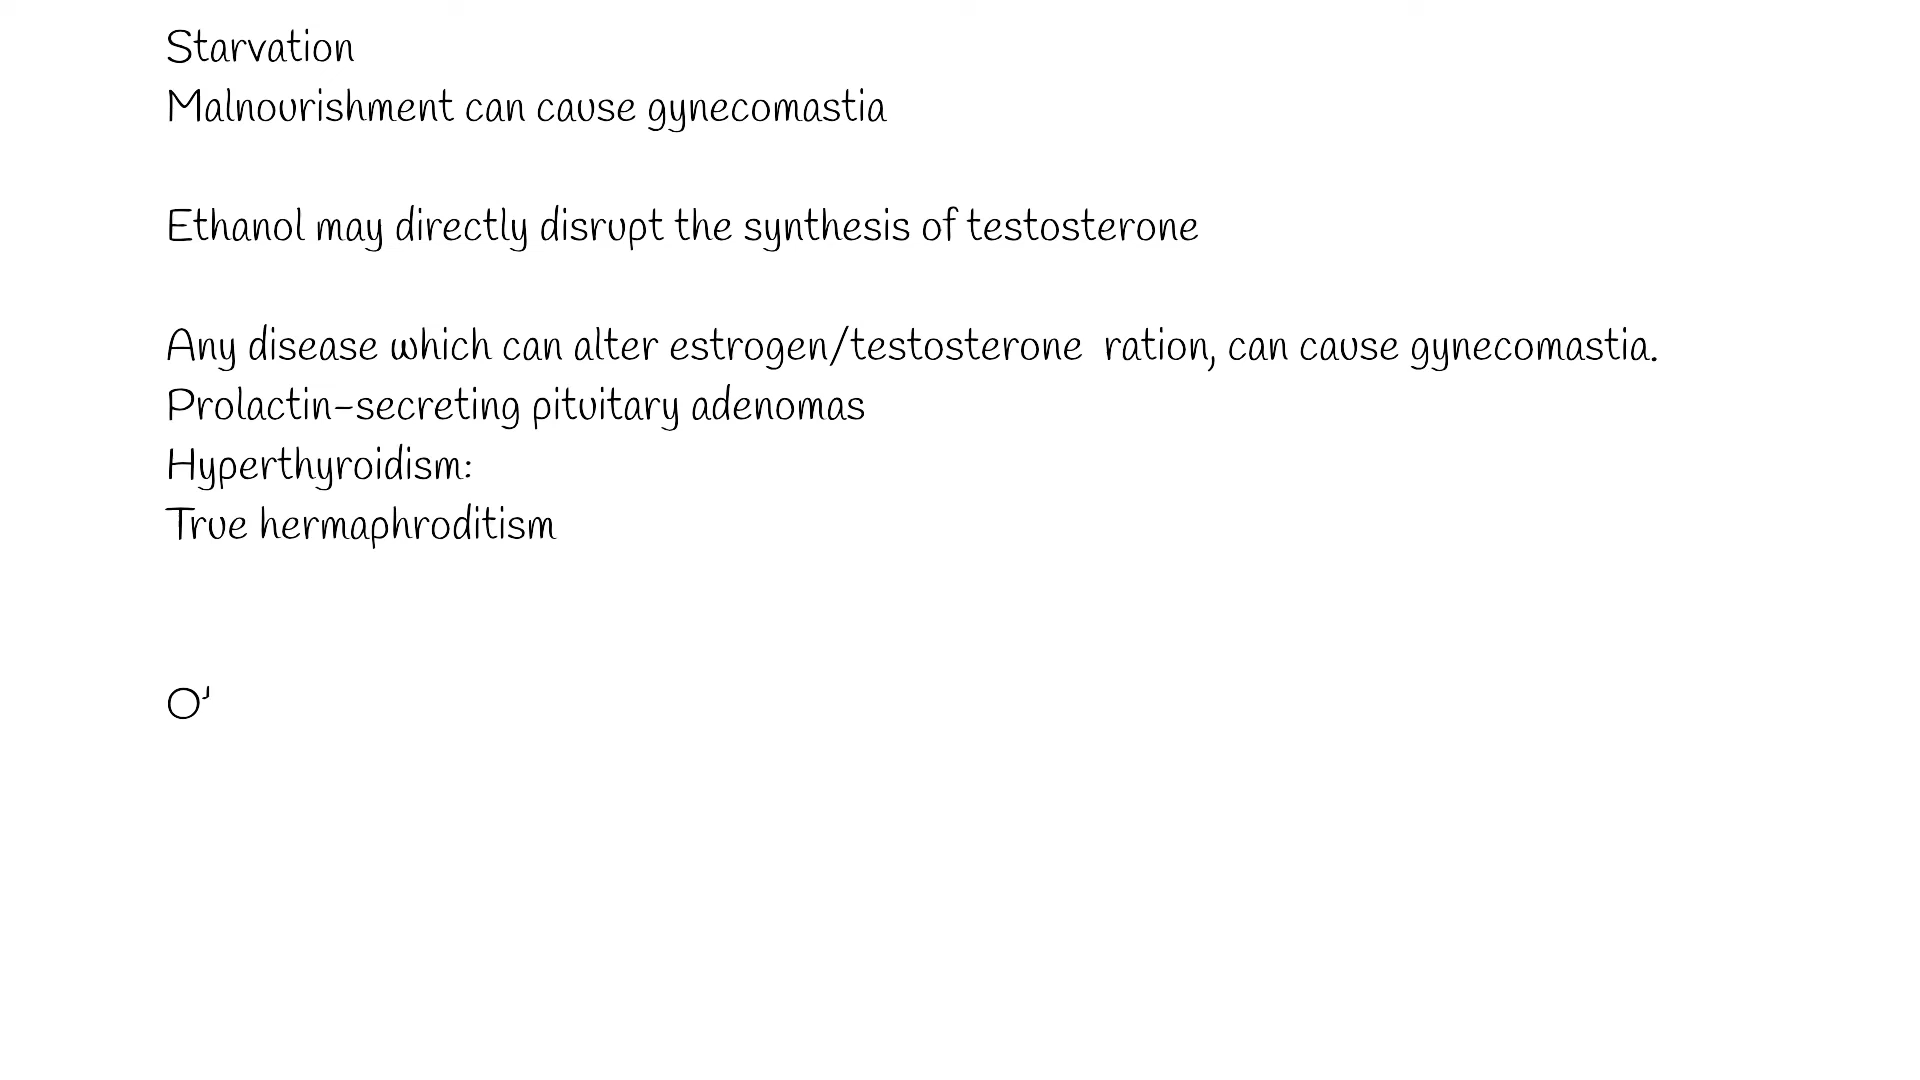 Starvation
Malnourishment can cause gynecomastia
Ethanol may directly disrupt the synthesis of testosterone
Any disease which can alter estrogen/testosterone  ration, can cause gynecomastia.
Prolactin-secreting pituitary adenomas
Hyperthyroidism:
True hermaphroditism
O